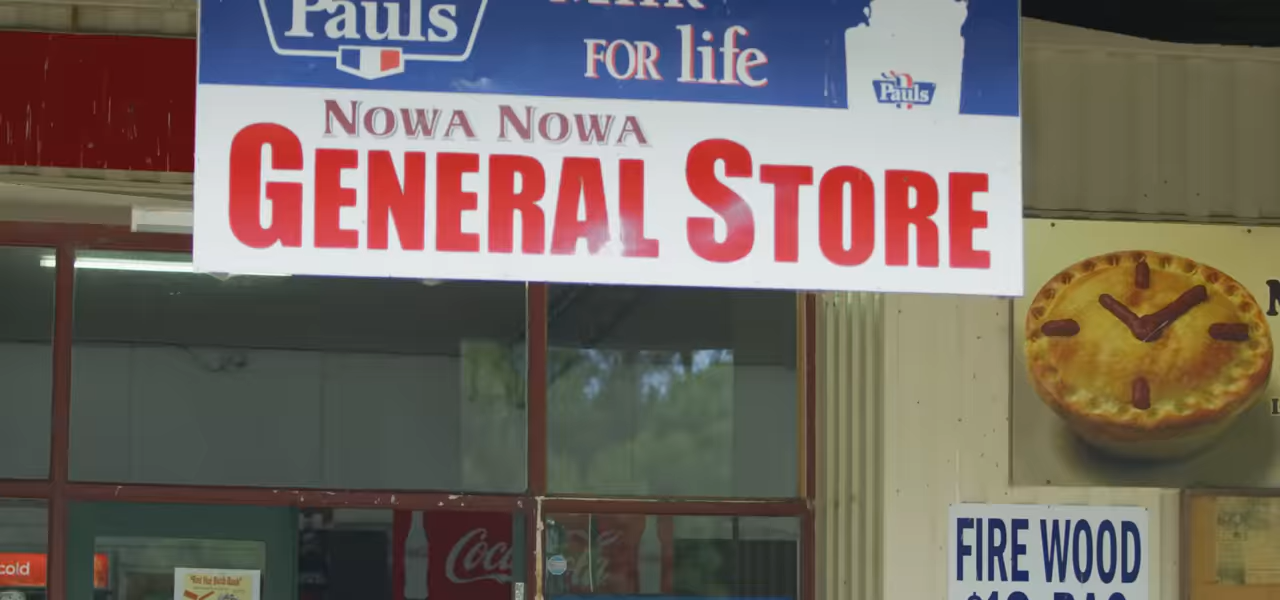 Pauls
FOR life
Pauls
NOWA NOWA
GENERAL STORE
FIRE WOOD
Coca
cold